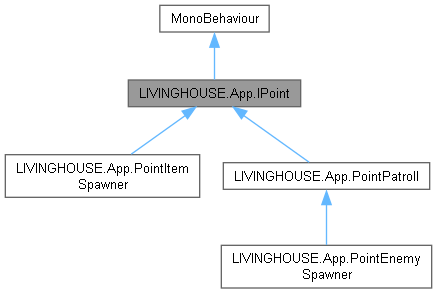 MonoBehaviour
LIVINGHOUSE.App.IPoint
LIVINGHOUSE.App.PointItem
Spawner
LIVINGHOUSE.App.PointPatroll
LIVINGHOUSE.App.PointEnemy
Spawner